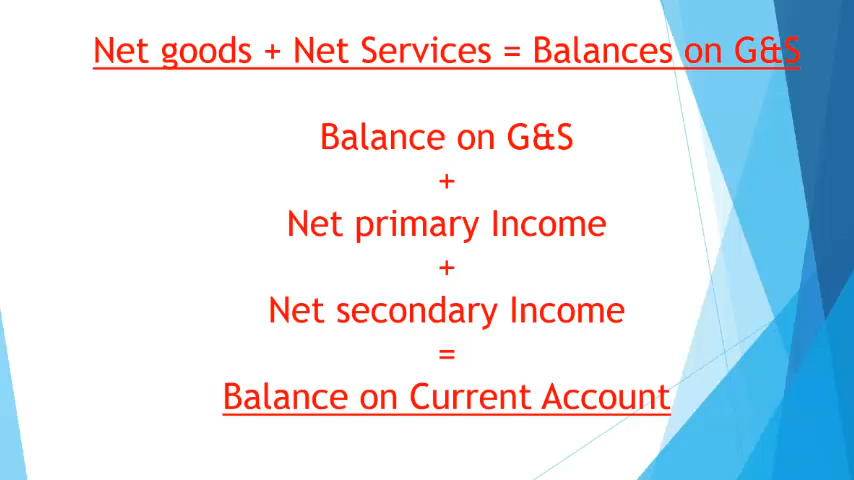 Net goods + Net Services = Balances on G&S
Balance on G&S
+
Net primary Income
+
Net secondary Income
=
Balance on Current Account